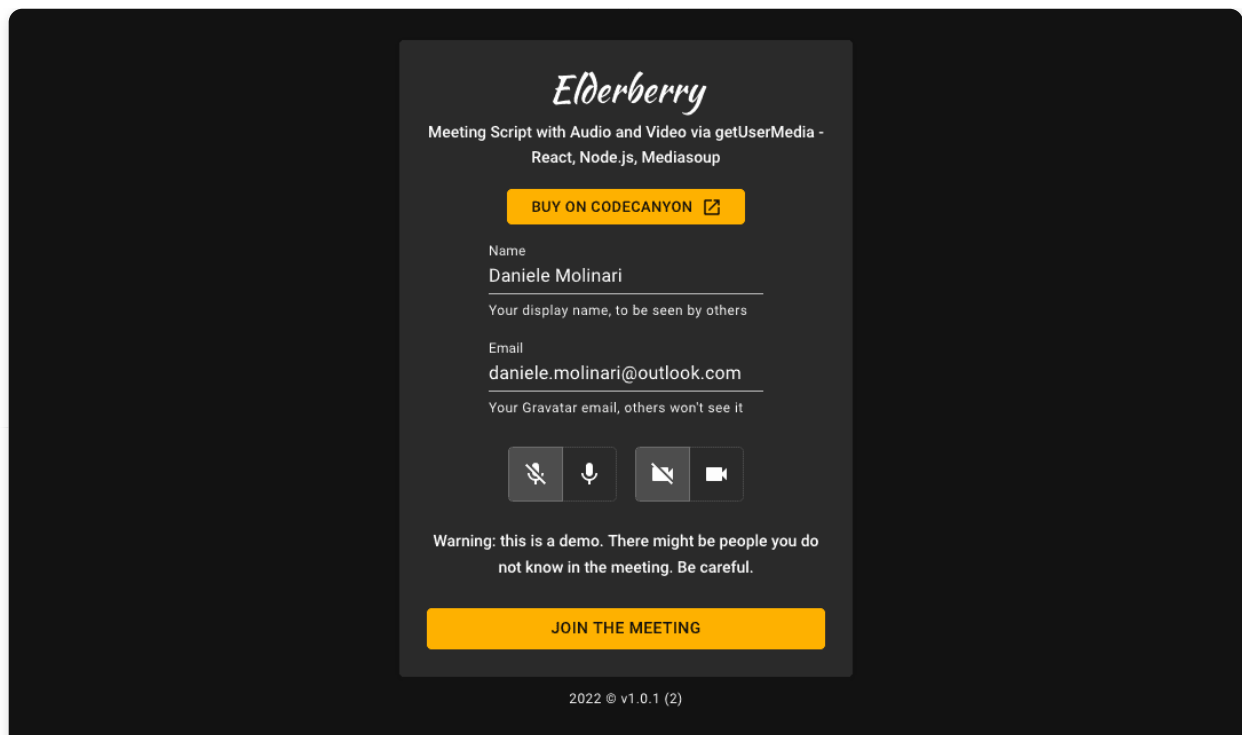 Elderberry
Meeting Script with Audio and Video via getUserMedia -
React, Node.js, Mediasoup
BUY ON CODECANYON
Name
Daniele Molinari
Your display name, to be seen by others
Email
daniele.molinari@outlook.com
Your Gravatar email, others won't see it
Warning: this is a demo. There might be people you do
not know in the meeting. Be careful.
JOIN THE MEETING
2022 © v1.0.1 (2)